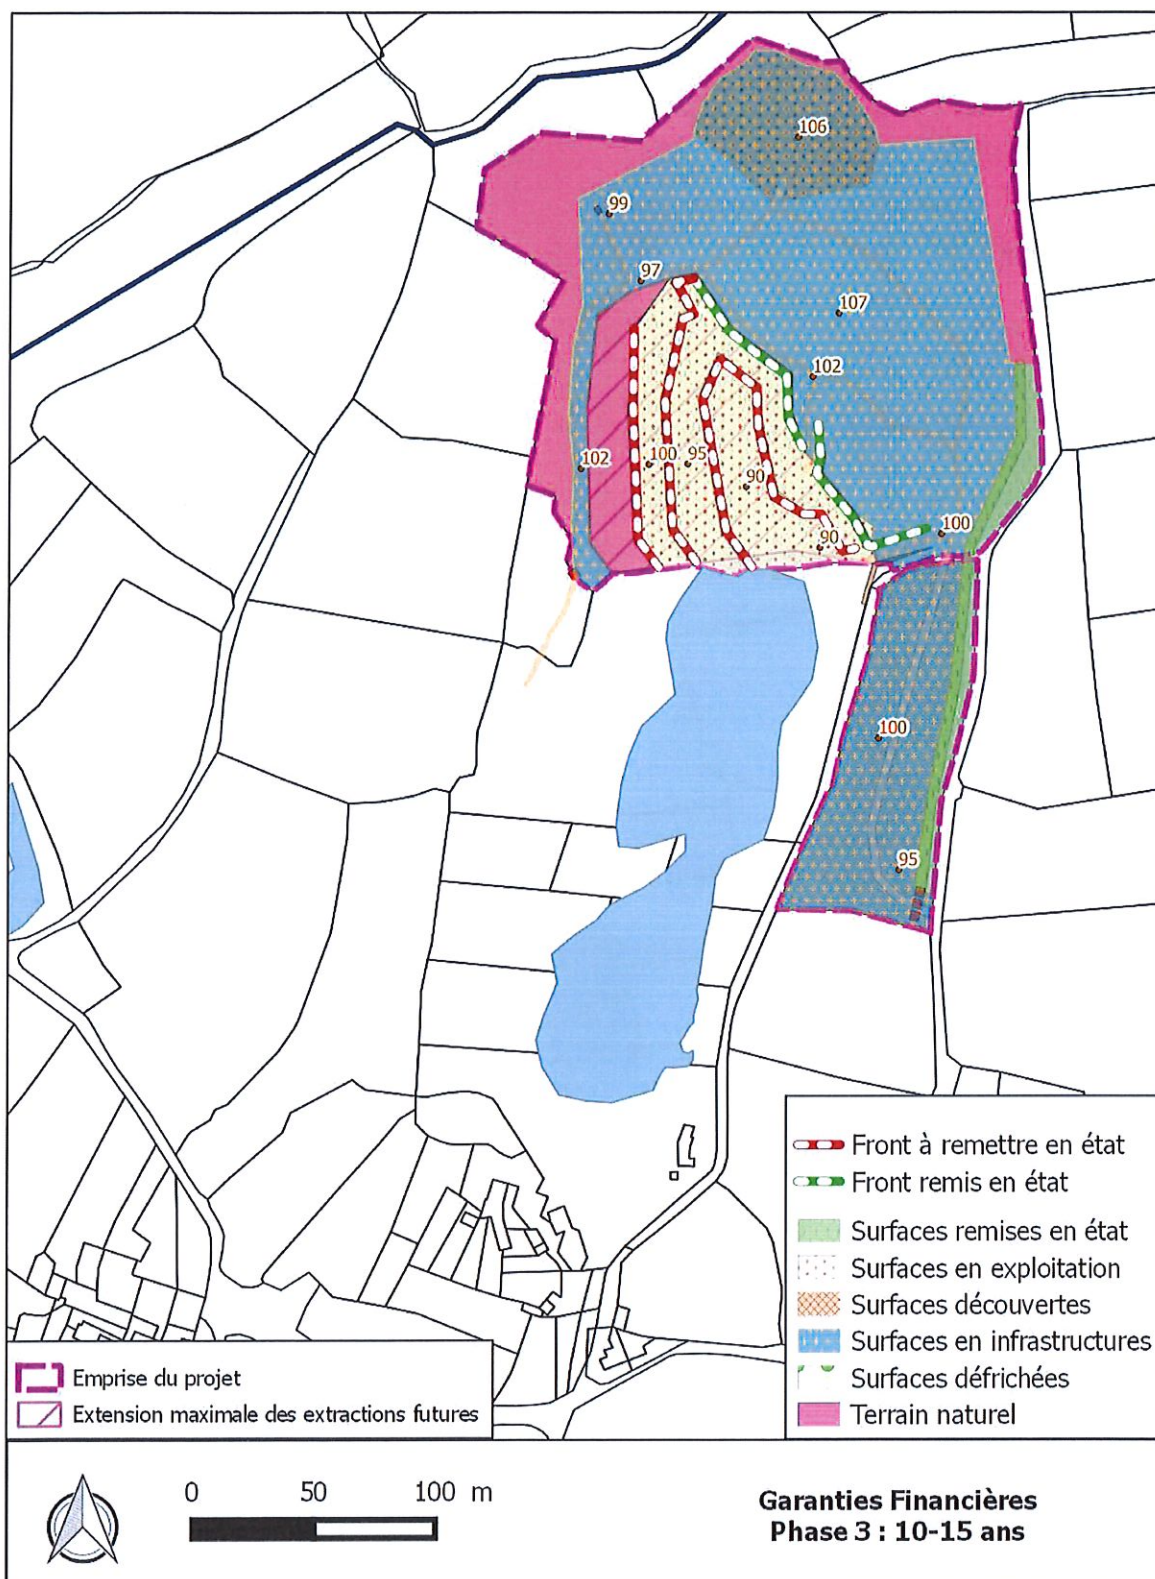 106
99
97
107
102
102
100
95
90
90
100
100
95
Front à remettre en état
Front remis en état
Surfaces remises en état
Surfaces en exploitation
Surfaces découvertes
Surfaces en infrastructures
Surfaces défrichées
Terrain naturel
Emprise du projet
Extension maximale des extractions futures
0 50 100 m
Garanties Financières
Phase 3 : 10-15 ans